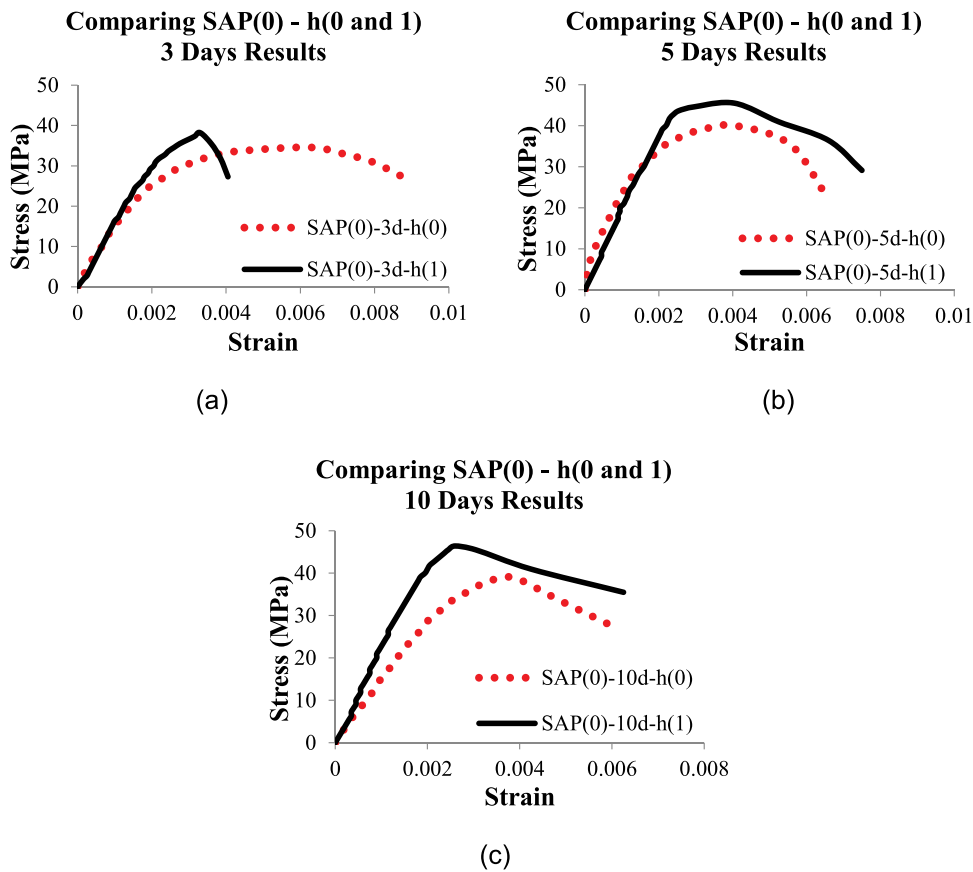 Comparing SAP(0) - h(0 and 1)
3 Days Results
50
40
30
20
10
0
Stress (MPa)
SAP(0)-3d-h(0)
SAP(0)-3d-h(1)
0 0.002 0.004 0.006 0.008 0.01
Strain
(a)
Comparing SAP(0) - h(0 and 1)
5 Days Results
50
40
30
20
10
0
Stress (MPa)
SAP(0)-5d-h(0)
SAP(0)-5d-h(1)
0 0.002 0.004 0.006 0.008 0.01
Strain
(b)
Comparing SAP(0) - h(0 and 1)
10 Days Results
50
40
30
20
10
0
Stress (MPa)
SAP(0)-10d-h(0)
SAP(0)-10d-h(1)
0 0.002 0.004 0.006 0.008
Strain
(c)